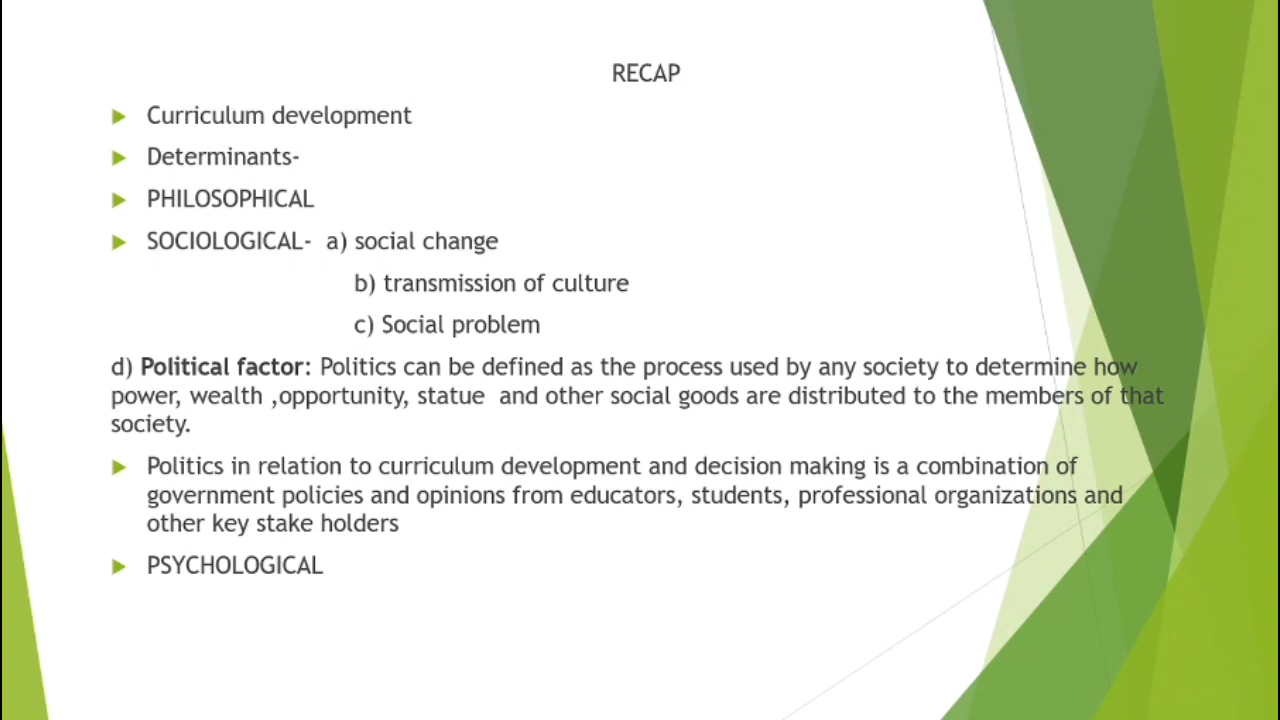 RECAP
Curriculum development
Determinants-
PHILOSOPHICAL
SOCIOLOGICAL- a) social change
b) transmission of culture
c) Social problem
d) Political factor: Politics can be defined as the process used by any society to determine how
power, wealth ,opportunity, statue and other social goods are distributed to the members of that
society.
Politics in relation to curriculum development and decision making is a combination of
government policies and opinions from educators, students, professional organizations and
other key stake holders
PSYCHOLOGICAL